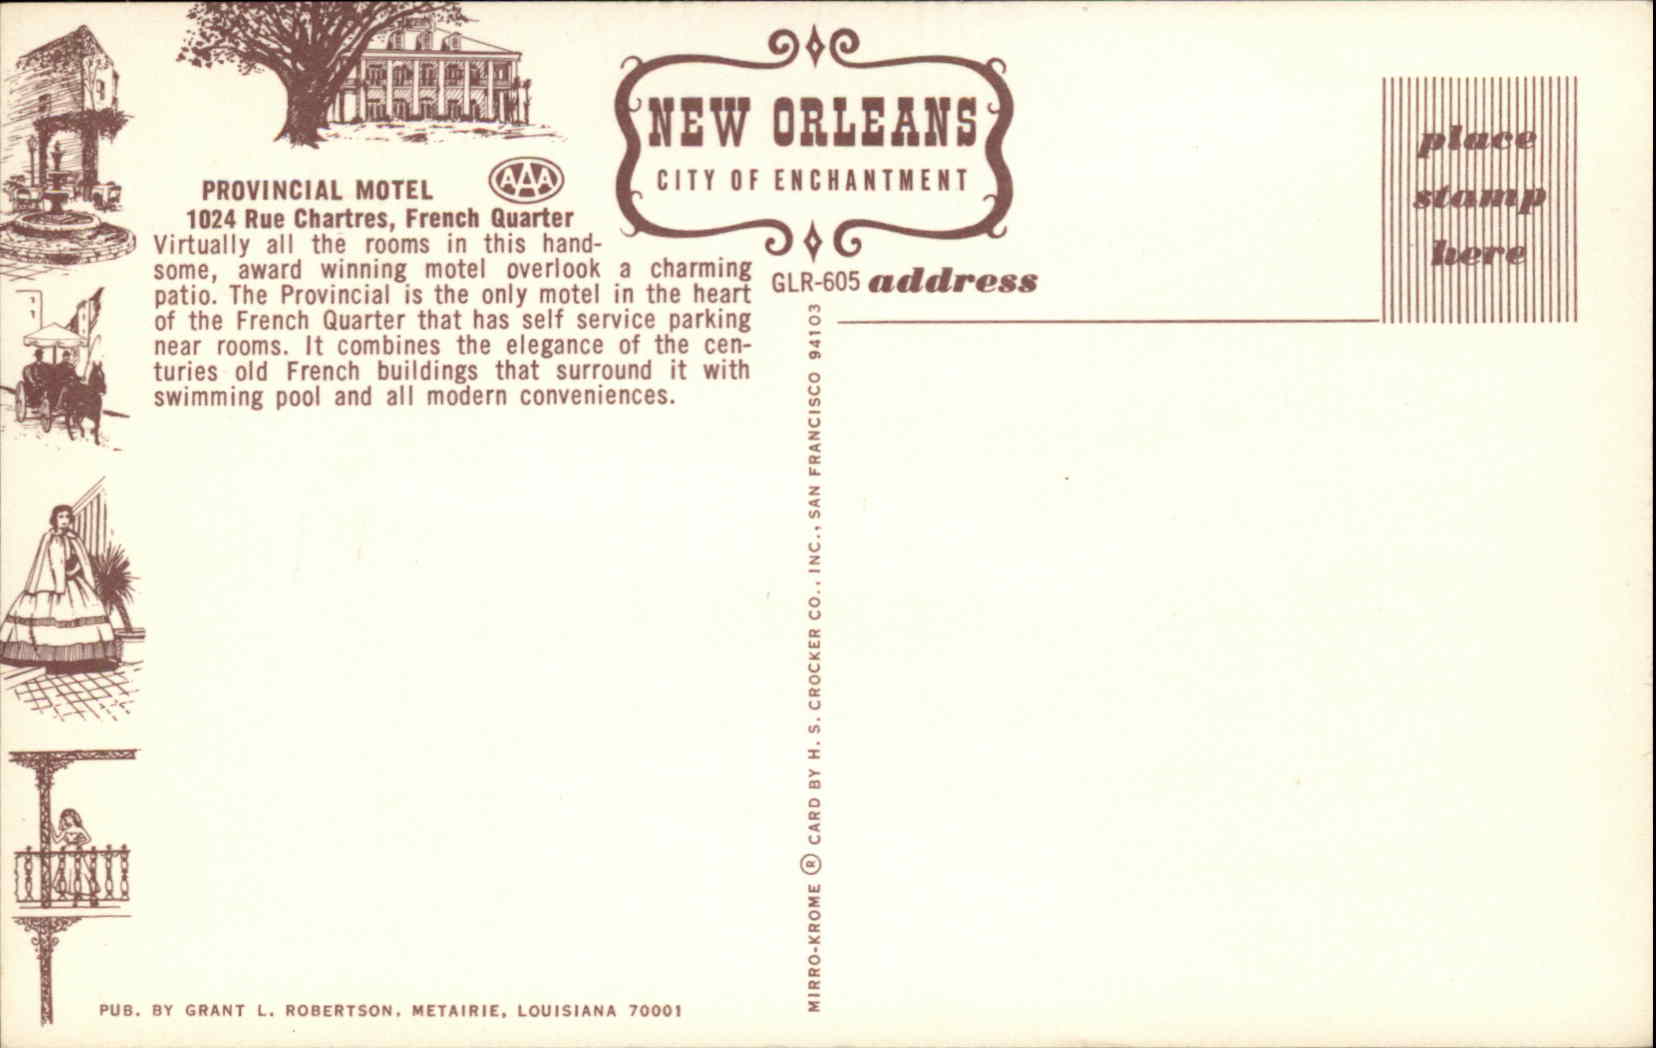 NEW ORLEANS
CITY OF ENCHANTMENT
place
stamp
here
PROVINCIAL MOTEL
AAA
1024 Rue Chartres, French Quarter
Virtually all the rooms in this hand-
some, award winning motel overlook a charming
patio. The Provincial is the only motel in the heart
of the French Quarter that has self service parking
near rooms. It combines the elegance of the cen-
turies old French buildings that surround it with
swimming pool and all modern conveniences.
GLR-605 address
MIRRO-KROME ® CARD BY H. S. CROCKER CO., INC., SAN FRANCISCO 94103
PUB. BY GRANT L. ROBERTSON, METAIRIE, LOUISIANA 70001